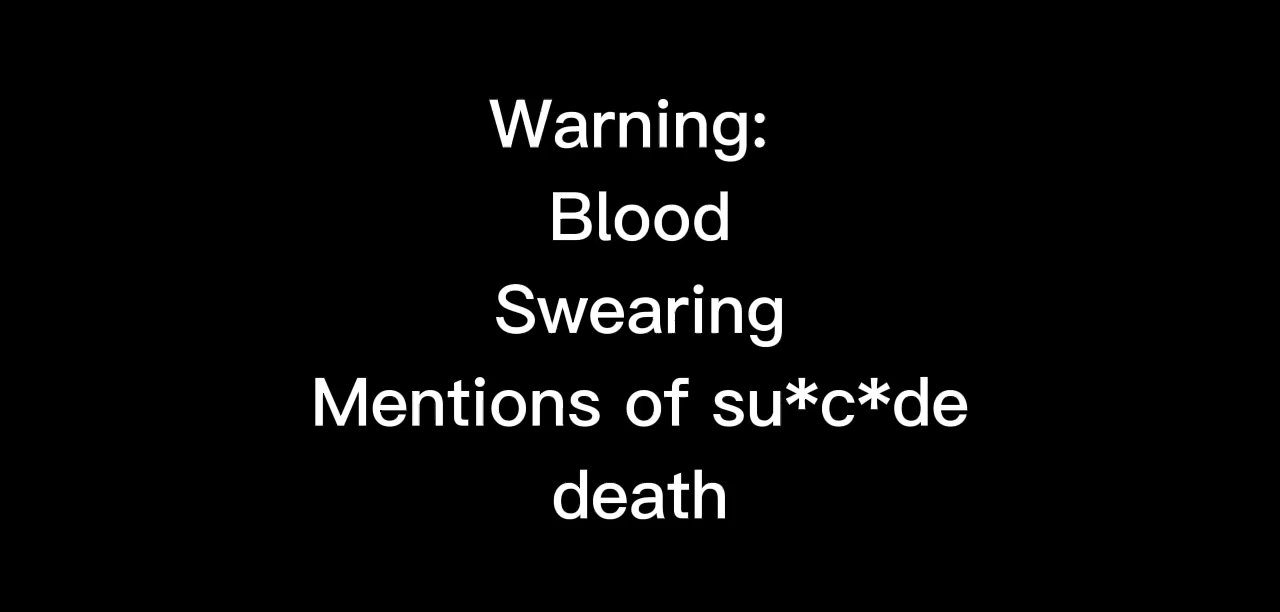 Warning:
Blood
Swearing
Mentions of su*c*de
death